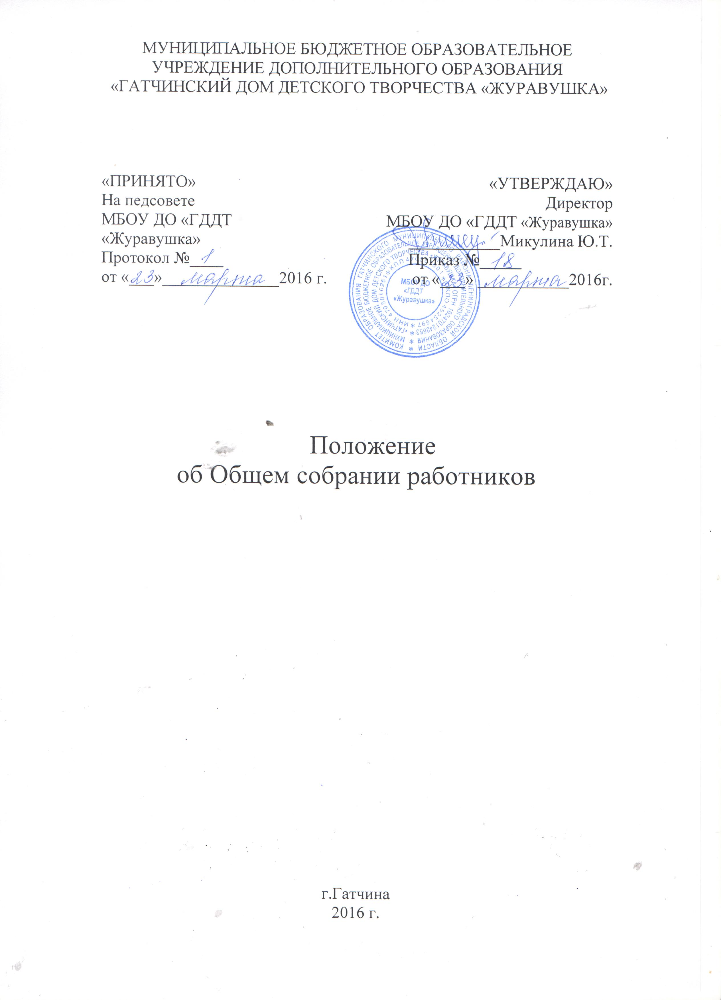 МУНИЦИПАЛЬНОЕ БЮДЖЕТНОЕ ОБРАЗОВАТЕЛЬНОЕ
УЧРЕЖДЕНИЕ ДОПОЛНИТЕЛЬНОГО ОБРАЗОВАНИЯ
«ГАТЧИНСКИЙ ДОМ ДЕТСКОГО ТВОРЧЕСТВА «ЖУРАВУШКА»
«ПРИНЯТО»
На педсовете
МБОУ ДО «ГДДТ
«Журавушка»
Протокол № 1
от «23» марта 2016 г.
«УТВЕРЖДАЮ»
Директор
МБОУ ДО «ГДДТ «Журавушка»
Микулина Ю.Т.
Приказ № 18
от «23» марта 2016г.
КОМИТЕТ ОБРАЗОВАНИЯ ГАТЧИНСКОГО МУНИЦИПАЛЬНОГО РАЙОНА ЛЕНИНГРАДСКОЙ ОБЛАСТИ *
МУНИЦИПАЛЬНОЕ БЮДЖЕТНОЕ ОБРАЗОВАТЕЛЬНОЕ УЧРЕЖДЕНИЕ ДОПОЛНИТЕЛЬНОГО ОБРАЗОВАНИЯ *
«ГАТЧИНСКИЙ ДОМ ДЕТСКОГО ТВОРЧЕСТВА «ЖУРАВУШКА» ОГРН 1024701242653 *
ИНН 4705016261 * КПП * ОКПО 45254697 *
МБОУ ДО
«ГДДТ
«Журавушка»
Положение
об Общем собрании работников
г.Гатчина
2016 г.